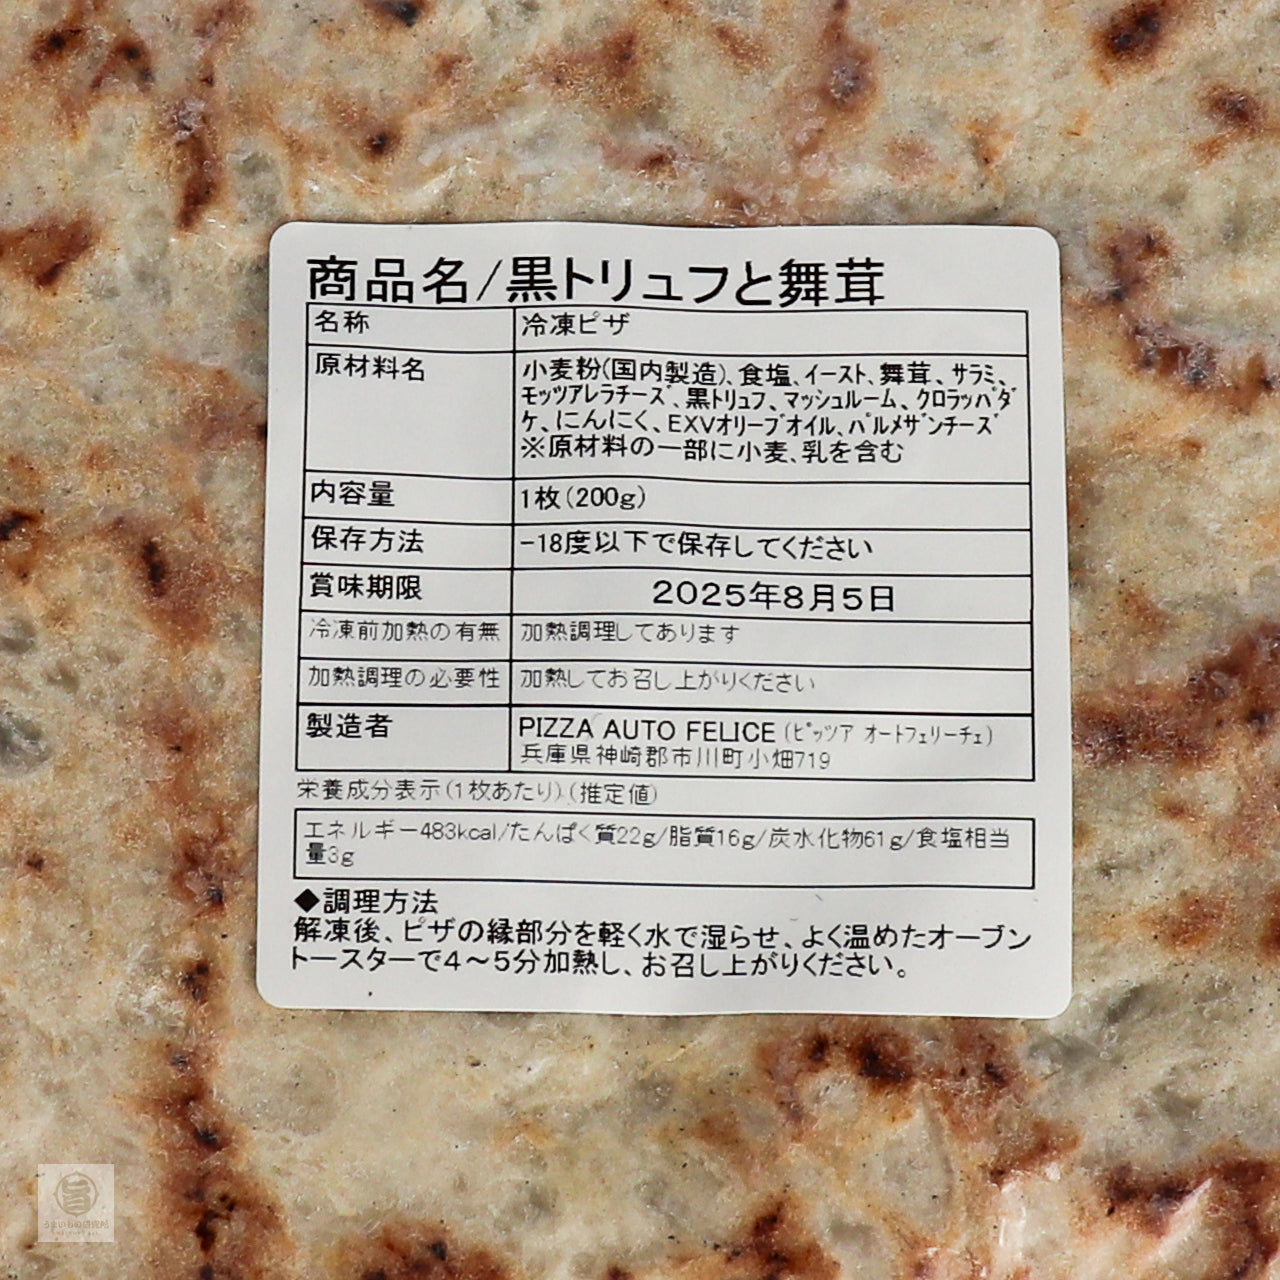 商品名/黒トリュフと舞茸
名称 冷凍ピザ
原材料名 小麦粉(国内製造)、食塩、イースト、舞茸、サラミ、
モッツアレラチーズ、黒トリュフ、マッシュルーム、クロラッパダ
ケ、にんにく、EXVオリーブオイル、パルメザンチーズ
※原材料の一部に小麦、乳を含む
内容量 1枚(200g)
保存方法 -18度以下で保存してください
賞味期限 2025年8月5日
冷凍前加熱の有無 加熱調理してあります
加熱調理の必要性 加熱してお召し上がりください
製造者 PIZZA AUTO FELICE (ピッツア オートフェリーチェ)
兵庫県神崎郡市川町小畑719
栄養成分表示(1枚あたり)(推定値)
エネルギー483kcal/たんぱく質22g/脂質16g/炭水化物61g/食塩相当
量3g
◆調理方法
解凍後、ピザの縁部分を軽く水で湿らせ、よく温めたオーブン
トースターで4〜5分加熱し、お召し上がりください。
うまいもの研究所